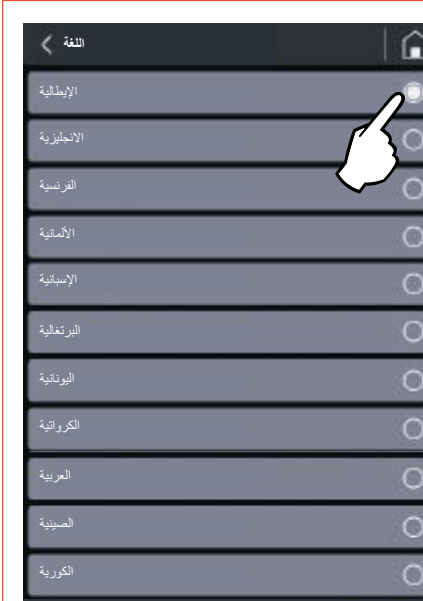 اللغة
الإيطالية
الانجليزية
الفرنسية
الألمانية
الإسبانية
البرتغالية
اليونانية
الكرواتية
العربية
الصينية
الكورية